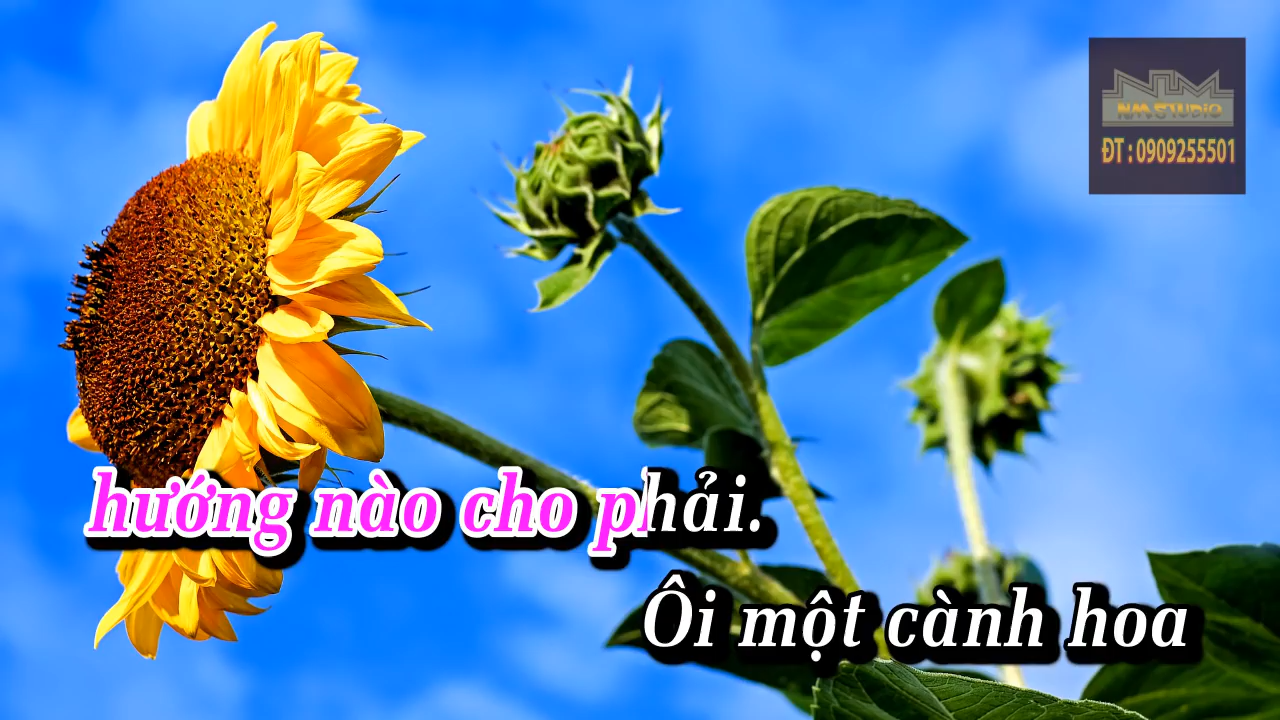 NM STUDIO
ĐT : 0909255501
hướng nào cho phải.
Ôi một cành hoa